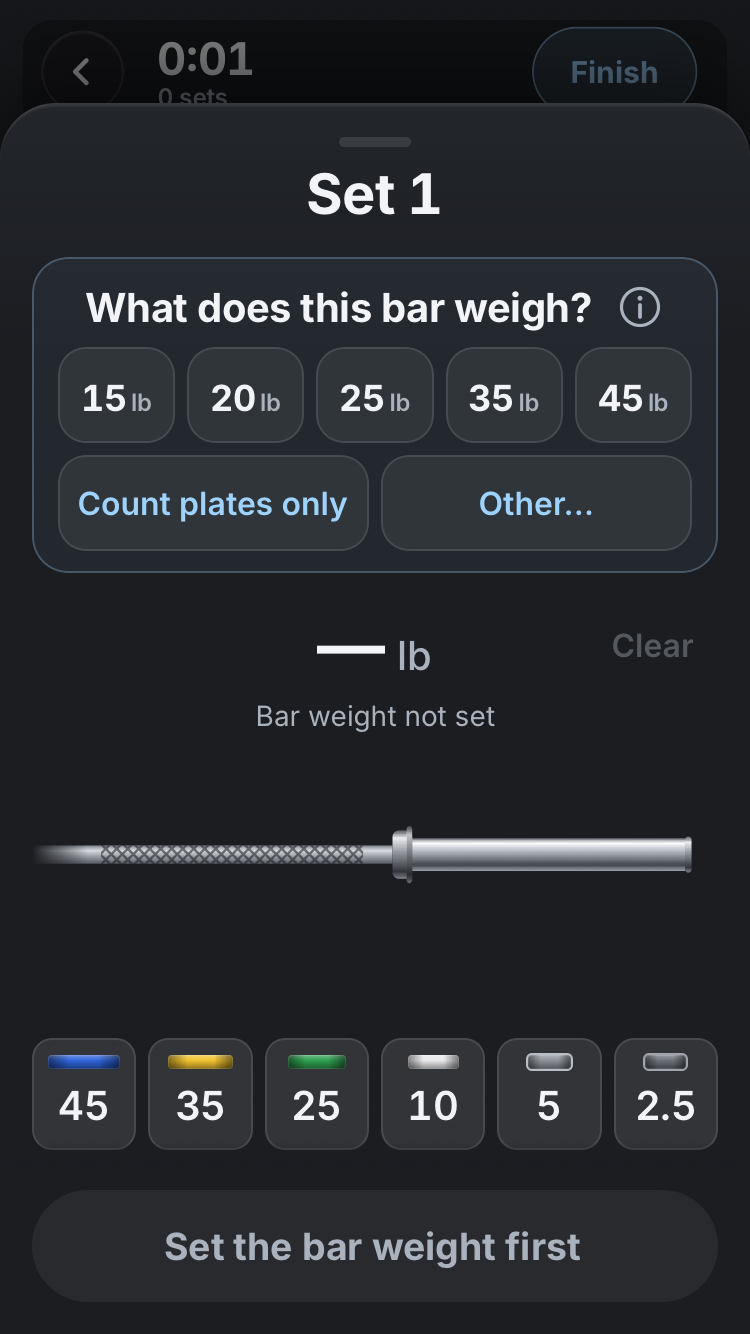 0:01
0 sets
Finish
Set 1
What does this bar weigh?
15 lb 20 lb 25 lb 35 lb 45 lb
Count plates only Other...
— lb Clear
Bar weight not set
45 35 25 10 5 2.5
Set the bar weight first